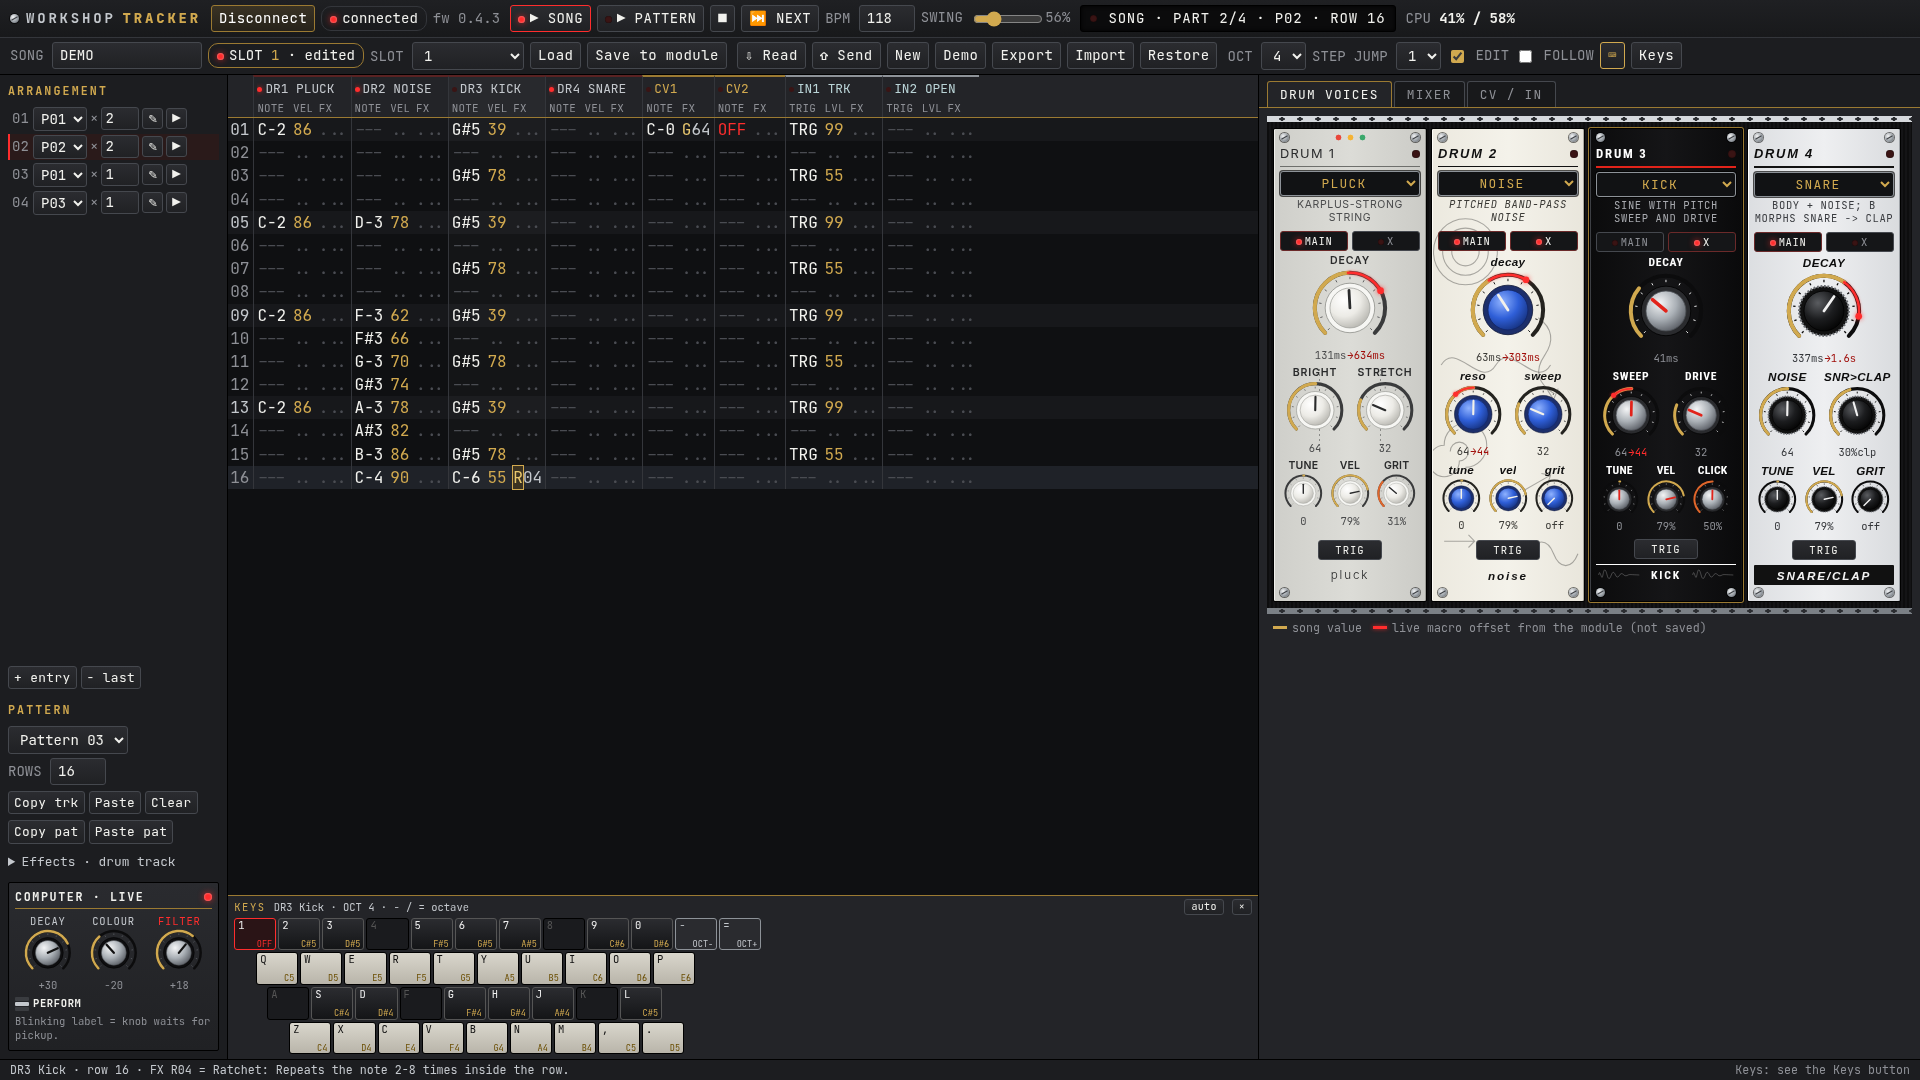 WORKSHOP TRACKER Disconnect connected fw 0.4.3 ▶ SONG ▶ PATTERN ■ ⏩ NEXT BPM 118 SWING 56% SONG · PART 2/4 · P02 · ROW 16 CPU 41% / 58%
SONG DEMO SLOT 1 · edited SLOT 1 Load Save to module ⇩ Read ⇧ Send New Demo Export Import Restore OCT 4 STEP JUMP 1 EDIT FOLLOW Keys
ARRANGEMENT
01 P01 × 2 ✎ ▶
02 P02 × 2 ✎ ▶
03 P01 × 1 ✎ ▶
04 P03 × 1 ✎ ▶
+ entry - last
PATTERN
Pattern 03
ROWS 16
Copy trk Paste Clear
Copy pat Paste pat
▶ Effects · drum track
COMPUTER · LIVE
DECAY COLOUR FILTER
+30 -20 +18
PERFORM
Blinking label = knob waits for
pickup.
DR1 PLUCK DR2 NOISE DR3 KICK DR4 SNARE CV1 CV2 IN1 TRK IN2 OPEN
NOTE VEL FX NOTE VEL FX NOTE VEL FX NOTE VEL FX NOTE FX NOTE FX TRIG LVL FX TRIG LVL FX
01 C-2 86 ... --- .. ... G#5 39 ... --- .. ... C-0 G64 OFF ... TRG 99 ... --- .. ...
02 --- .. ... --- .. ... --- .. ... --- .. ... --- ... --- ... --- .. ... --- .. ...
03 --- .. ... --- .. ... G#5 78 ... --- .. ... --- ... --- ... TRG 55 ... --- .. ...
04 --- .. ... --- .. ... --- .. ... --- .. ... --- ... --- ... --- .. ... --- .. ...
05 C-2 86 ... D-3 78 ... G#5 39 ... --- .. ... --- ... --- ... TRG 99 ... --- .. ...
06 --- .. ... --- .. ... --- .. ... --- .. ... --- ... --- ... --- .. ... --- .. ...
07 --- .. ... --- .. ... G#5 78 ... --- .. ... --- ... --- ... TRG 55 ... --- .. ...
08 --- .. ... --- .. ... --- .. ... --- .. ... --- ... --- ... --- .. ... --- .. ...
09 C-2 86 ... F-3 62 ... G#5 39 ... --- .. ... --- ... --- ... TRG 99 ... --- .. ...
10 --- .. ... F#3 66 ... --- .. ... --- .. ... --- ... --- ... --- .. ... --- .. ...
11 --- .. ... G-3 70 ... G#5 78 ... --- .. ... --- ... --- ... TRG 55 ... --- .. ...
12 --- .. ... G#3 74 ... --- .. ... --- .. ... --- ... --- ... --- .. ... --- .. ...
13 C-2 86 ... A-3 78 ... G#5 39 ... --- .. ... --- ... --- ... TRG 99 ... --- .. ...
14 --- .. ... A#3 82 ... --- .. ... --- .. ... --- ... --- ... --- .. ... --- .. ...
15 --- .. ... B-3 86 ... G#5 78 ... --- .. ... --- ... --- ... TRG 55 ... --- .. ...
16 --- .. ... C-4 90 ... C-6 55 R04 --- .. ... --- ... --- ... --- .. ... --- .. ...
KEYS DR3 Kick · OCT 4 · - / = octave auto ×
1 2 3 4 5 6 7 8 9 0 - =
OFF C#5 D#5 F#5 G#5 A#5 C#6 D#6 OCT- OCT+
Q W E R T Y U I O P
C5 D5 E5 F5 G5 A5 B5 C6 D6 E6
A S D F G H J K L
C#4 D#4 F#4 G#4 A#4 C#5
Z X C V B N M , .
C4 D4 E4 F4 G4 A4 B4 C5 D5
DRUM VOICES MIXER CV / IN
DRUM 1
PLUCK
KARPLUS-STRONG
STRING
MAIN X
DECAY
131ms→634ms
BRIGHT STRETCH
64 32
TUNE VEL GRIT
0 79% 31%
TRIG
pluck
DRUM 2
NOISE
PITCHED BAND-PASS
NOISE
MAIN X
decay
63ms→303ms
reso sweep
64→44 32
tune vel grit
0 79% off
TRIG
noise
DRUM 3
KICK
SINE WITH PITCH
SWEEP AND DRIVE
MAIN X
DECAY
41ms
SWEEP DRIVE
64→44 32
TUNE VEL CLICK
0 79% 50%
TRIG
KICK
DRUM 4
SNARE
BODY + NOISE; B
MORPHS SNARE -> CLAP
MAIN X
DECAY
337ms→1.6s
NOISE SNR>CLAP
64 30%clp
TUNE VEL GRIT
0 79% off
TRIG
SNARE/CLAP
song value live macro offset from the module (not saved)
DR3 Kick · row 16 · FX R04 = Ratchet: Repeats the note 2-8 times inside the row. Keys: see the Keys button